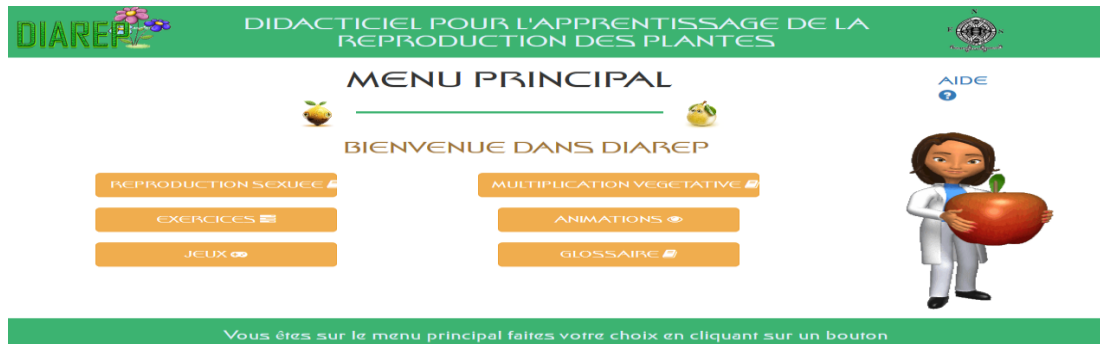 DIAREP
DIDACTICIEL POUR L'APPRENTISSAGE DE LA
REPRODUCTION DES PLANTES
MENU PRINCIPAL
AIDE
BIENVENUE DANS DIAREP
REPRODUCTION SEXUEE
MULTIPLICATION VEGETATIVE
EXERCICES
ANIMATIONS
JEUX
GLOSSAIRE
Vous êtes sur le menu principal faites votre choix en cliquant sur un bouton